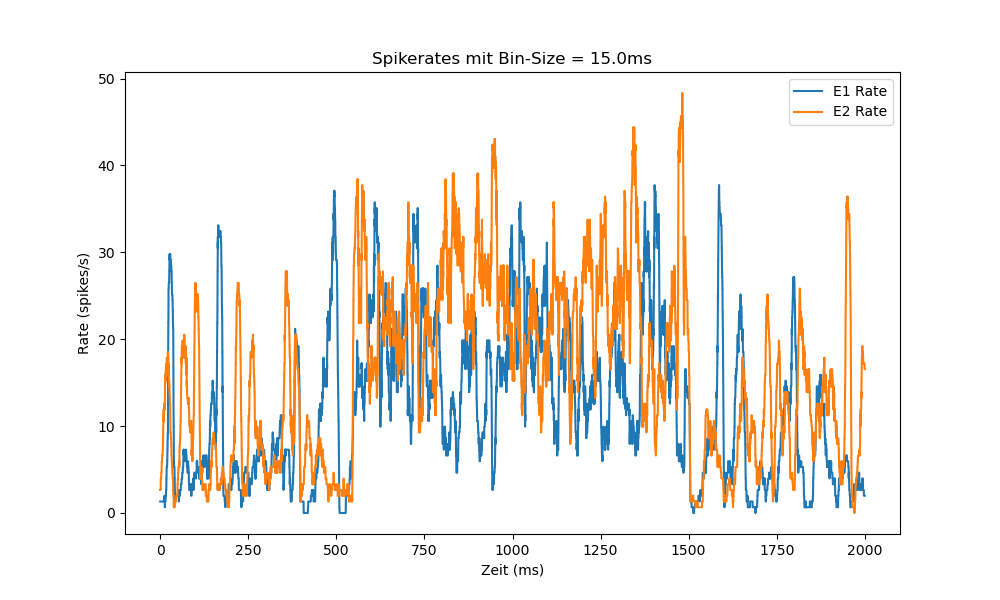 Spikerates mit Bin-Size = 15.0ms
E1 Rate
E2 Rate
Rate (spikes/s)
50
40
30
20
10
0
0 250 500 750 1000 1250 1500 1750 2000
Zeit (ms)